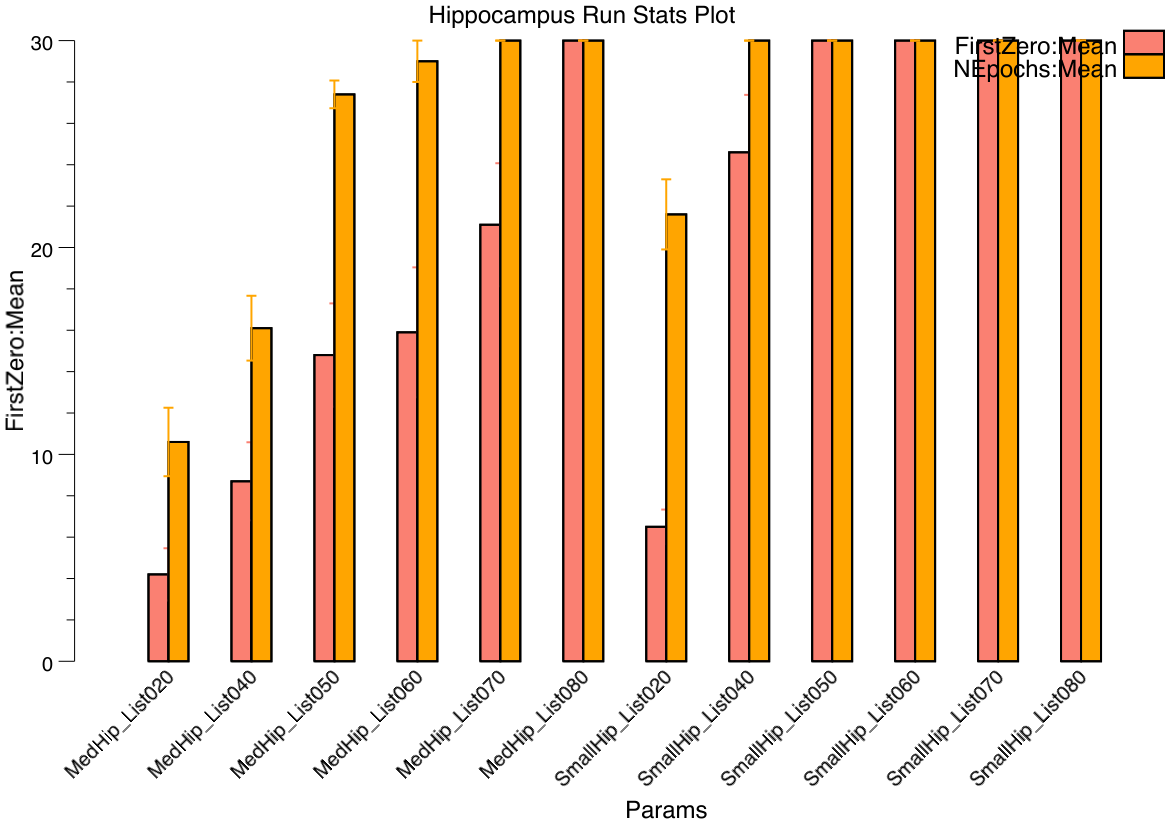 Hippocampus Run Stats Plot
FirstZero:Mean
NEpochs:Mean
30
20
10
0
FirstZero:Mean
MedHip_List020
MedHip_List040
MedHip_List050
MedHip_List060
MedHip_List070
MedHip_List080
SmallHip_List020
SmallHip_List040
SmallHip_List050
SmallHip_List060
SmallHip_List070
SmallHip_List080
Params